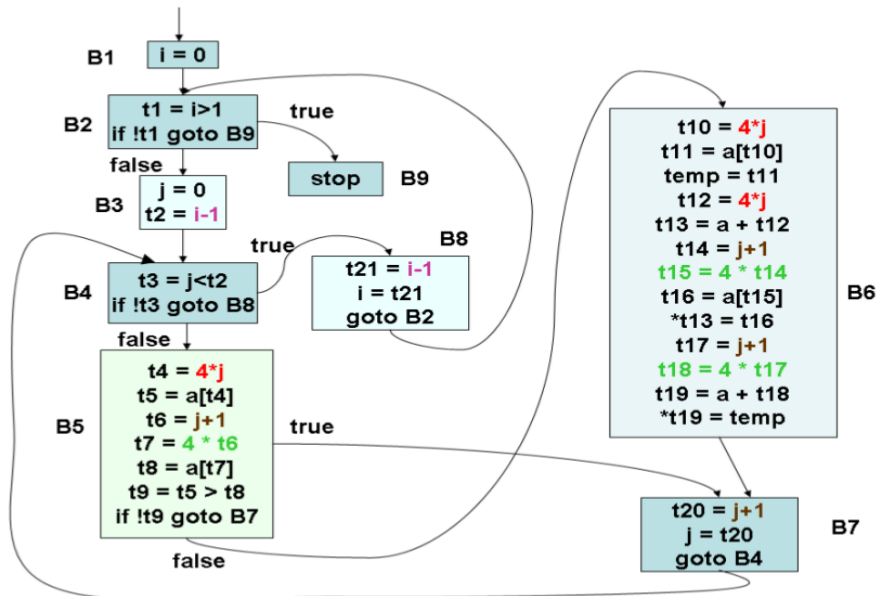 B1
i = 0
B2
t1 = i>1
if !t1 goto B9
true
false
stop
B9
B3
j = 0
t2 = i-1
true
B8
B4
t3 = j<t2
if !t3 goto B8
t21 = i-1
i = t21
goto B2
false
B5
t4 = 4*j
t5 = a[t4]
t6 = j+1
t7 = 4 * t6
t8 = a[t7]
t9 = t5 > t8
if !t9 goto B7
true
false
t10 = 4*j
t11 = a[t10]
temp = t11
t12 = 4*j
t13 = a + t12
t14 = j+1
t15 = 4 * t14
t16 = a[t15]
*t13 = t16
t17 = j+1
t18 = 4 * t17
t19 = a + t18
*t19 = temp
B6
t20 = j+1
j = t20
goto B4
B7